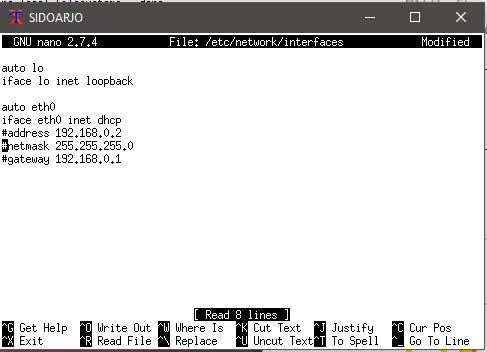 SIDOARJO
GNU nano 2.7.4 File: /etc/network/interfaces Modified
auto lo
iface lo inet loopback
auto eth0
iface eth0 inet dhcp
#address 192.168.0.2
#netmask 255.255.255.0
#gateway 192.168.0.1
[ Read 8 lines ]
^G Get Help ^O Write Out ^W Where Is ^K Cut Text ^J Justify ^C Cur Pos
^X Exit ^R Read File ^\ Replace ^U Uncut Text ^T To Spell ^_ Go To Line